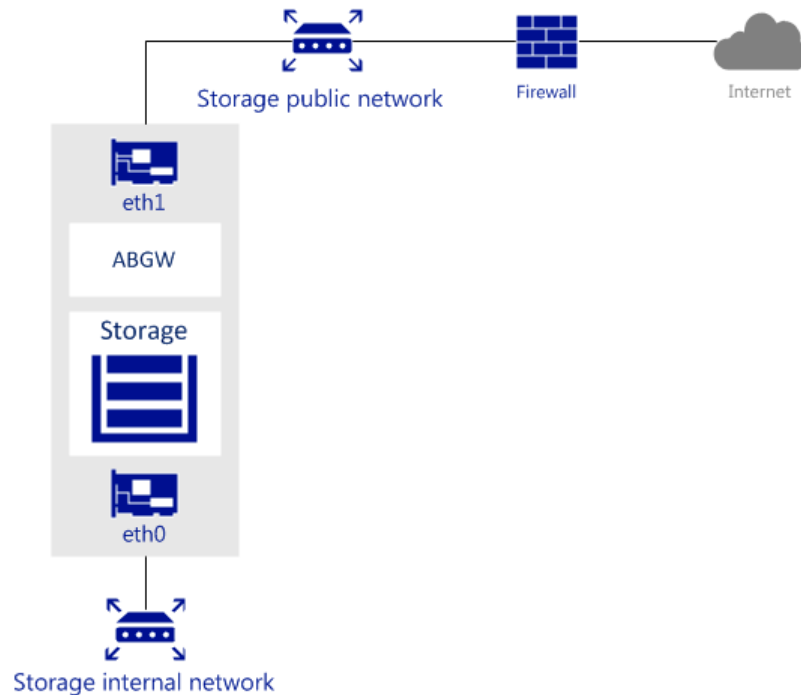 Storage public network
Firewall
Internet
eth1
ABGW
Storage
eth0
Storage internal network